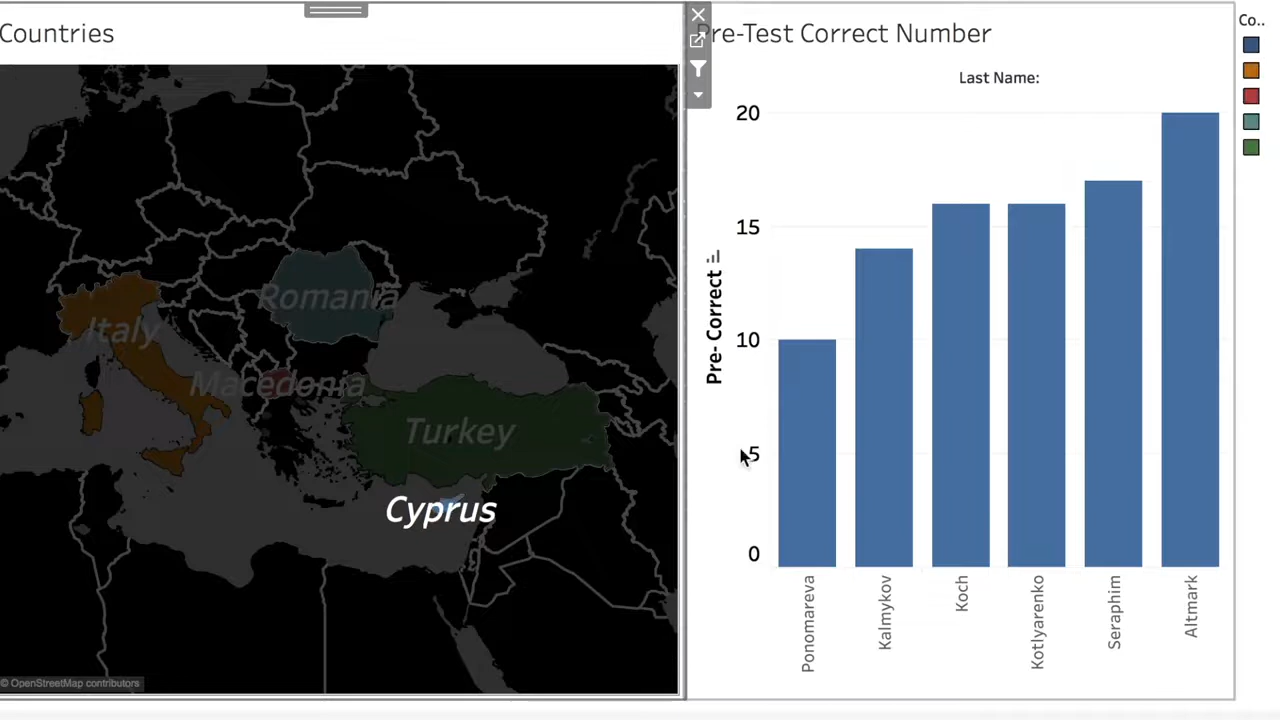 Countries
Romania
Italy
Macedonia
Turkey
Cyprus
© OpenStreetMap contributors
Pre-Test Correct Number
Last Name:
Pre- Correct
20
15
10
5
0
Ponomareva
Kalmykov
Koch
Kotlyarenko
Seraphim
Altmark
Co..